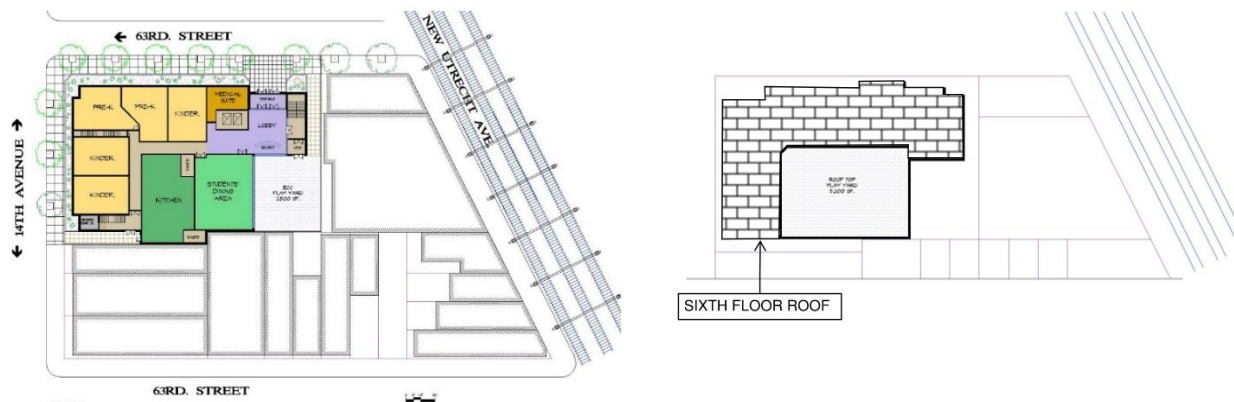 ← 63RD. STREET
NEW UTRECHT AVE.
← 14TH AVENUE →
PRE-K
PRE-K
KINDER.
MEDICAL
SUITE
LOBBY
KINDER.
KINDER.
KITCHEN
STUDENTS'
DINING
AREA
PLAY YARD
63RD. STREET
ROOF TOP
PLAY YARD
SIXTH FLOOR ROOF